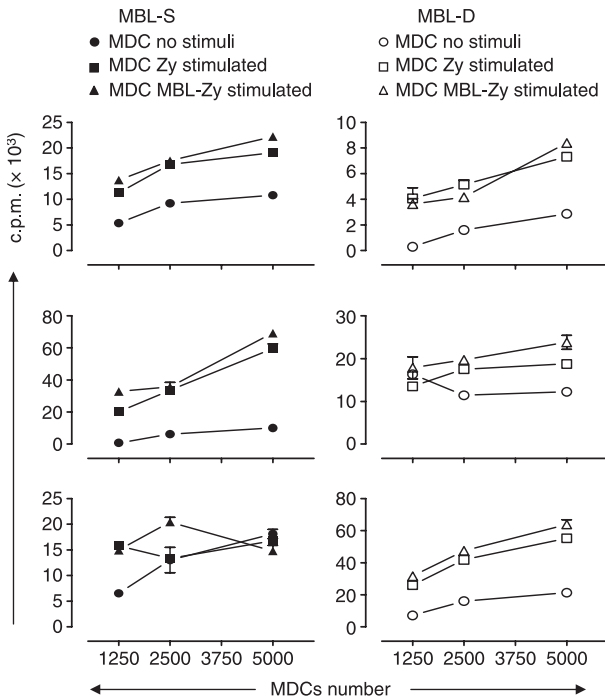 MBL-S
MDC no stimuli
MDC Zy stimulated
MDC MBL-Zy stimulated
MBL-D
MDC no stimuli
MDC Zy stimulated
MDC MBL-Zy stimulated
c.p.m. (× 10³)
25
20
15
10
5
0
10
8
6
4
2
0
80
60
40
20
0
30
20
10
0
25
20
15
10
5
0
80
60
40
20
0
1250 2500 3750 5000
1250 2500 3750 5000
MDCs number